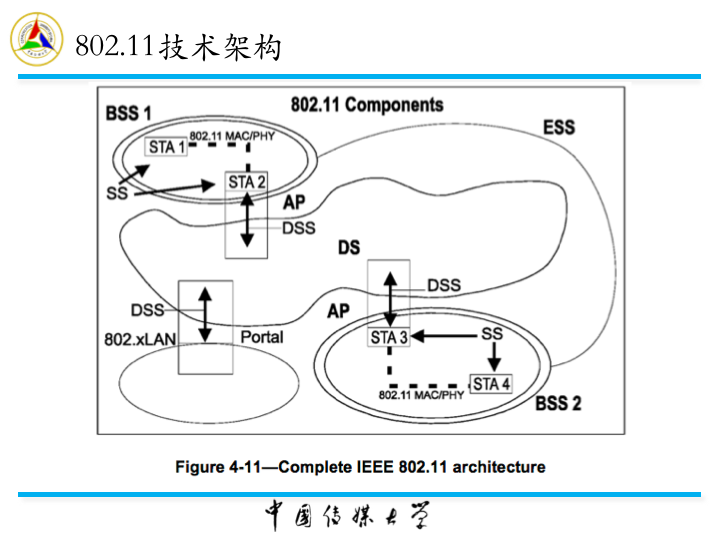 802.11技术架构
802.11 Components
BSS 1
ESS
802.11 MAC/PHY
STA 1
SS
STA 2
AP
DSS
DS
DSS
DSS
AP
802.xLAN
Portal
STA 3
SS
STA 4
802.11 MAC/PHY
BSS 2
Figure 4-11—Complete IEEE 802.11 architecture
中国传媒大学